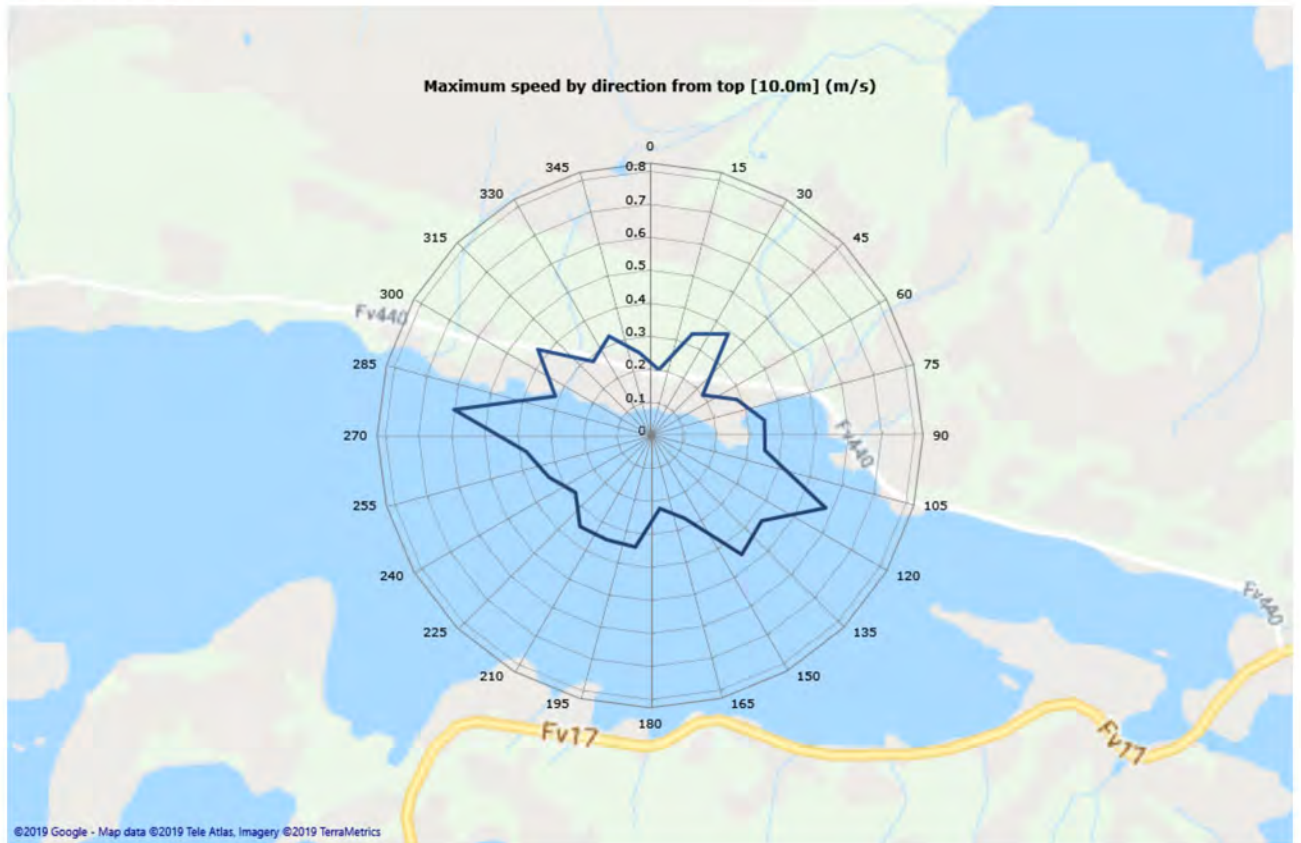 Maximum speed by direction from top [10.0m] (m/s)
0
345 0.8 15
330 0.7 30
0.6
315 0.5 45
0.4
300 0.3 60
Fv440
0.2
285 0.1 75
0
270 90
Fv440
255 105
240 120
Fv440
225 135
210 150
195 165
180
Fv17
Fv17
©2019 Google - Map data ©2019 Tele Atlas, Imagery ©2019 TerraMetrics